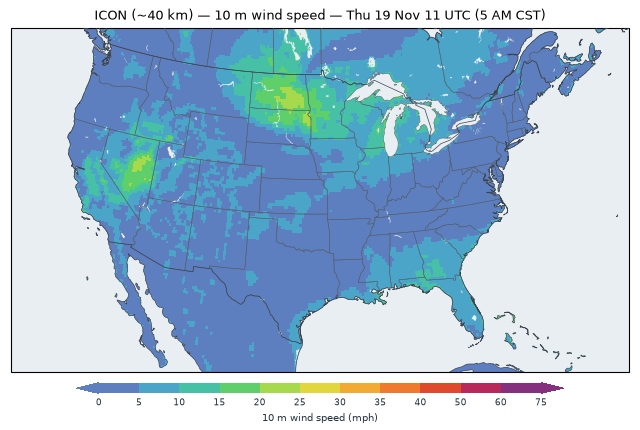 ICON (~40 km) — 10 m wind speed — Thu 19 Nov 11 UTC (5 AM CST)
0 5 10 15 20 25 30 35 40 50 60 75
10 m wind speed (mph)